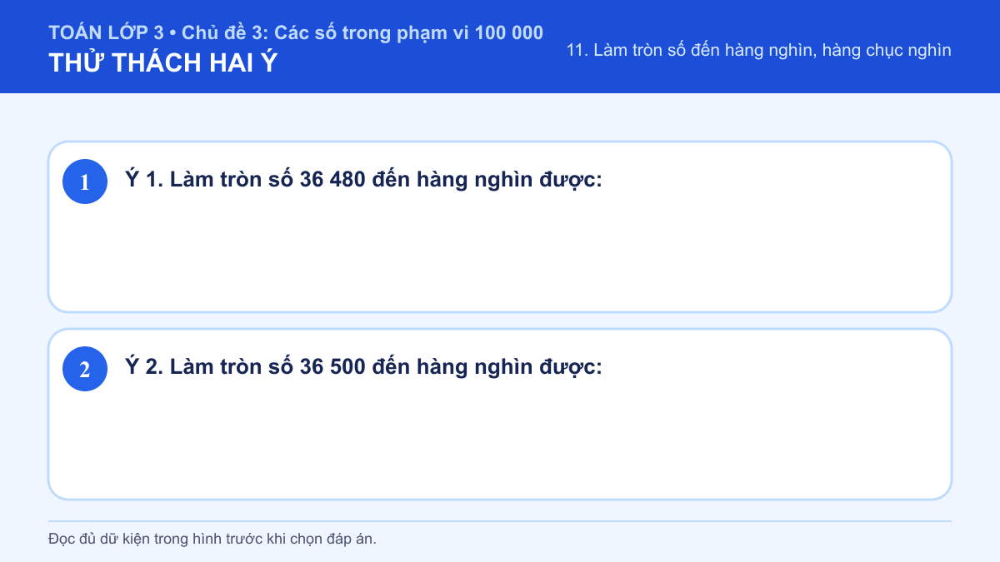 TOÁN LỚP 3 • Chủ đề 3: Các số trong phạm vi 100 000
THỬ THÁCH HAI Ý
11. Làm tròn số đến hàng nghìn, hàng chục nghìn
1
Ý 1. Làm tròn số 36 480 đến hàng nghìn được:
2
Ý 2. Làm tròn số 36 500 đến hàng nghìn được:
Đọc đủ dữ kiện trong hình trước khi chọn đáp án.